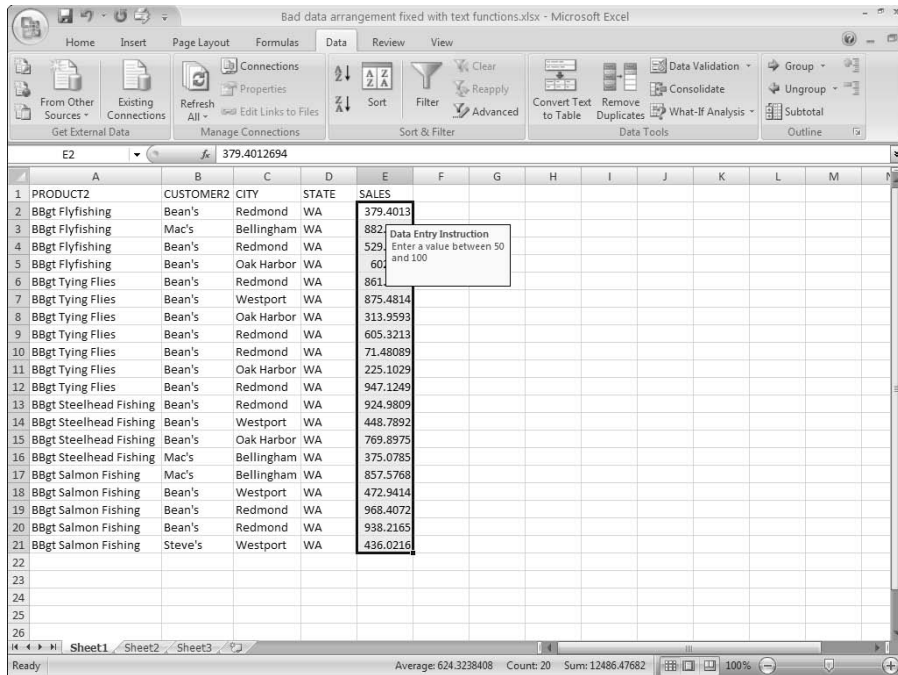 Bad data arrangement fixed with text functions.xlsx - Microsoft Excel
Home Insert Page Layout Formulas Data Review View
From Other Sources
Existing Connections
Get External Data
Refresh All
Connections
Properties
Edit Links to Files
Manage Connections
Sort
Filter
Clear
Reapply
Advanced
Sort & Filter
Convert Text to Table
Remove Duplicates
Data Validation
Consolidate
What-If Analysis
Data Tools
Group
Ungroup
Subtotal
Outline
E2 fx 379.4012694
A B C D E F G H I J K L M
1 PRODUCT2 CUSTOMER2 CITY STATE SALES
2 BBgt Flyfishing Bean's Redmond WA 379.4013
3 BBgt Flyfishing Mac's Bellingham WA 882.
4 BBgt Flyfishing Bean's Redmond WA 529.
5 BBgt Flyfishing Bean's Oak Harbor WA 602
Data Entry Instruction
Enter a value between 50
and 100
6 BBgt Tying Flies Bean's Redmond WA 861.
7 BBgt Tying Flies Bean's Westport WA 875.4814
8 BBgt Tying Flies Bean's Oak Harbor WA 313.9593
9 BBgt Tying Flies Bean's Redmond WA 605.3213
10 BBgt Tying Flies Bean's Redmond WA 71.48089
11 BBgt Tying Flies Bean's Oak Harbor WA 225.1029
12 BBgt Tying Flies Bean's Redmond WA 947.1249
13 BBgt Steelhead Fishing Bean's Redmond WA 924.9809
14 BBgt Steelhead Fishing Bean's Westport WA 448.7892
15 BBgt Steelhead Fishing Bean's Oak Harbor WA 769.8975
16 BBgt Steelhead Fishing Mac's Bellingham WA 375.0785
17 BBgt Salmon Fishing Mac's Bellingham WA 857.5768
18 BBgt Salmon Fishing Bean's Westport WA 472.9414
19 BBgt Salmon Fishing Bean's Redmond WA 968.4072
20 BBgt Salmon Fishing Bean's Redmond WA 938.2165
21 BBgt Salmon Fishing Steve's Westport WA 436.0216
22
23
24
25
26
Sheet1 Sheet2 Sheet3
Ready Average: 624.3238408 Count: 20 Sum: 12486.47682 100%